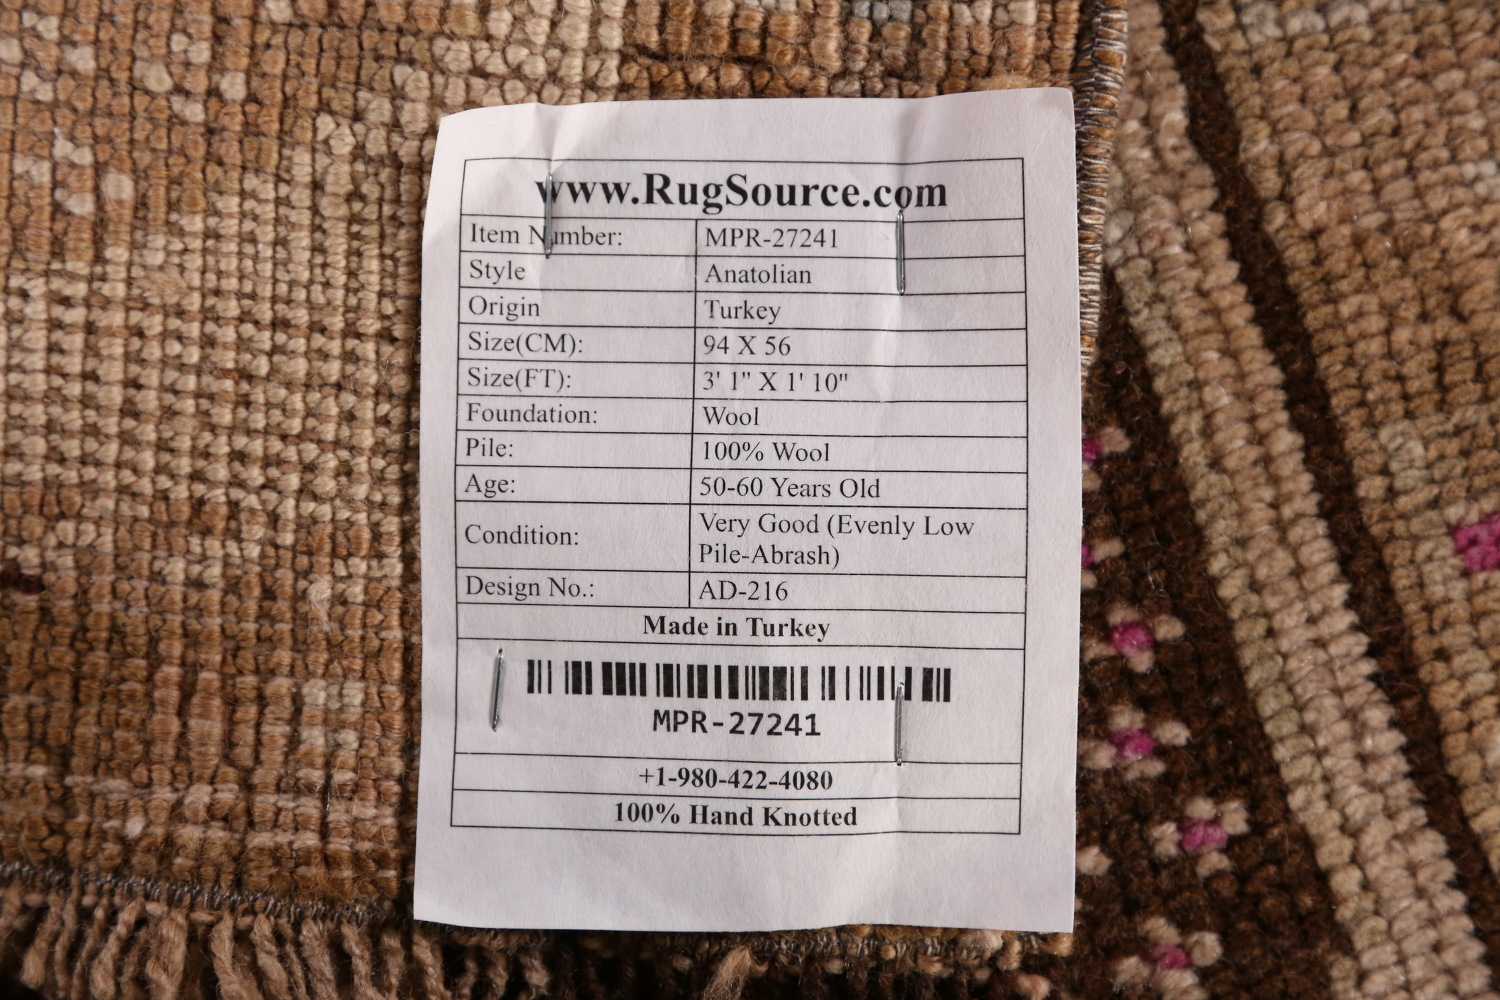 www.RugSource.com
Item Number: MPR-27241
Style Anatolian
Origin Turkey
Size(CM): 94 X 56
Size(FT): 3' 1" X 1' 10"
Foundation: Wool
Pile: 100% Wool
Age: 50-60 Years Old
Condition: Very Good (Evenly Low
Pile-Abrash)
Design No.: AD-216
Made in Turkey
MPR-27241
+1-980-422-4080
100% Hand Knotted